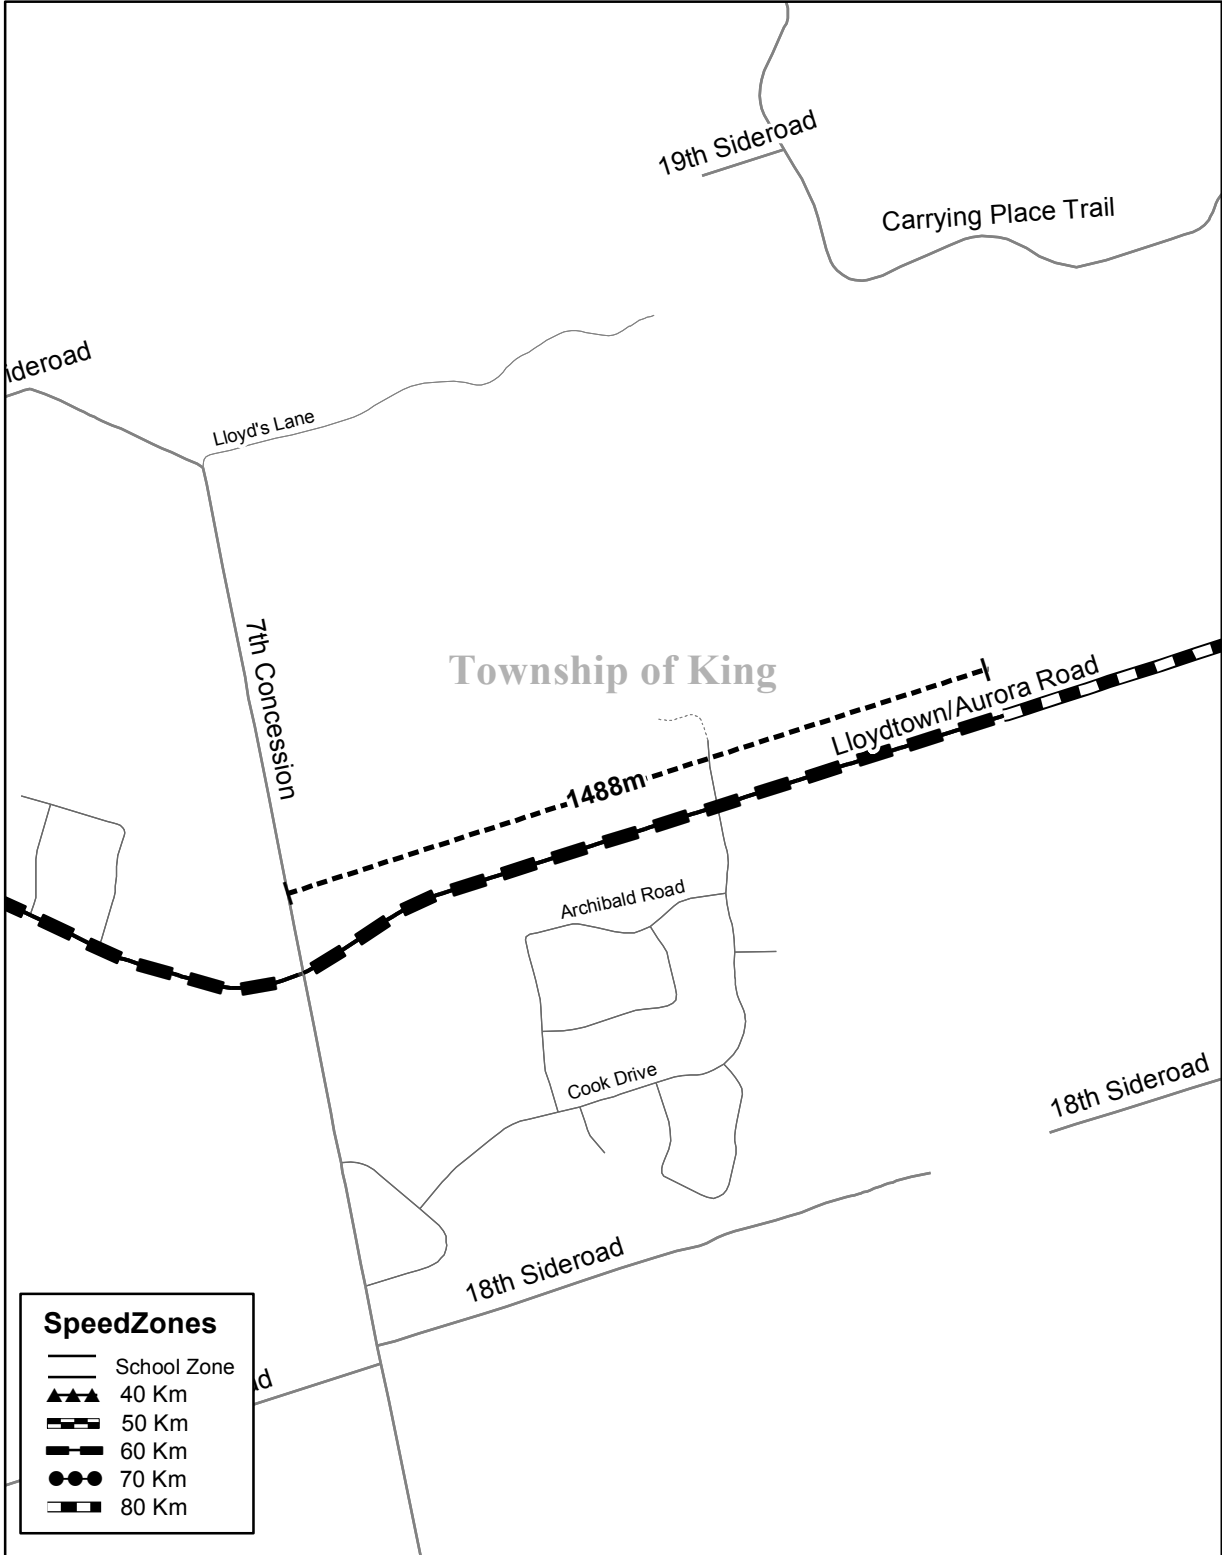 19th Sideroad
Carrying Place Trail
ideroad
Lloyd's Lane
7th Concession
Township of King
Lloydtown/Aurora Road
1488m
Archibald Road
Cook Drive
18th Sideroad
18th Sideroad
ad
SpeedZones
School Zone
40 Km
50 Km
60 Km
70 Km
80 Km